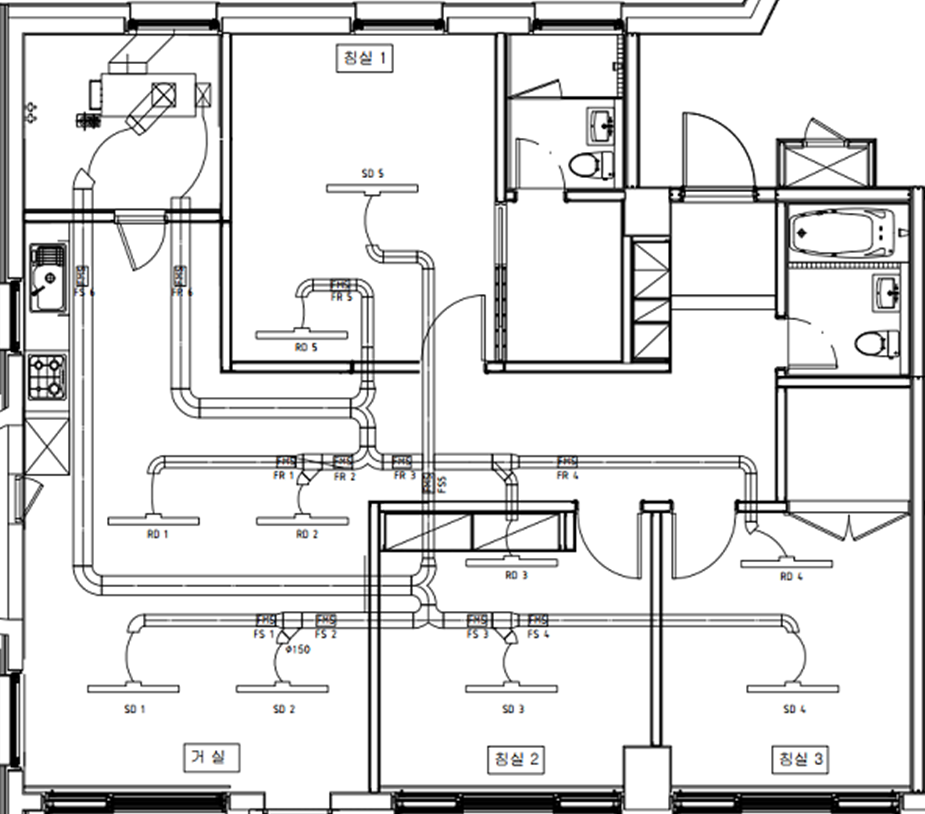 침실 1
SD 5
FS 6
FMS
FR 6
FMS
FMS
FR 5
RD 5
FMS
FMS
FMS
FMS
FR 1
FR 2
FR 3
FR 4
FMS
FS5
RD 1
RD 2
RD 3
RD 4
FMS
FMS
FMS
FMS
FS 1
FS 2
FS 3
FS 4
Φ150
SD 1
SD 2
SD 3
SD 4
거 실
침실 2
침실 3